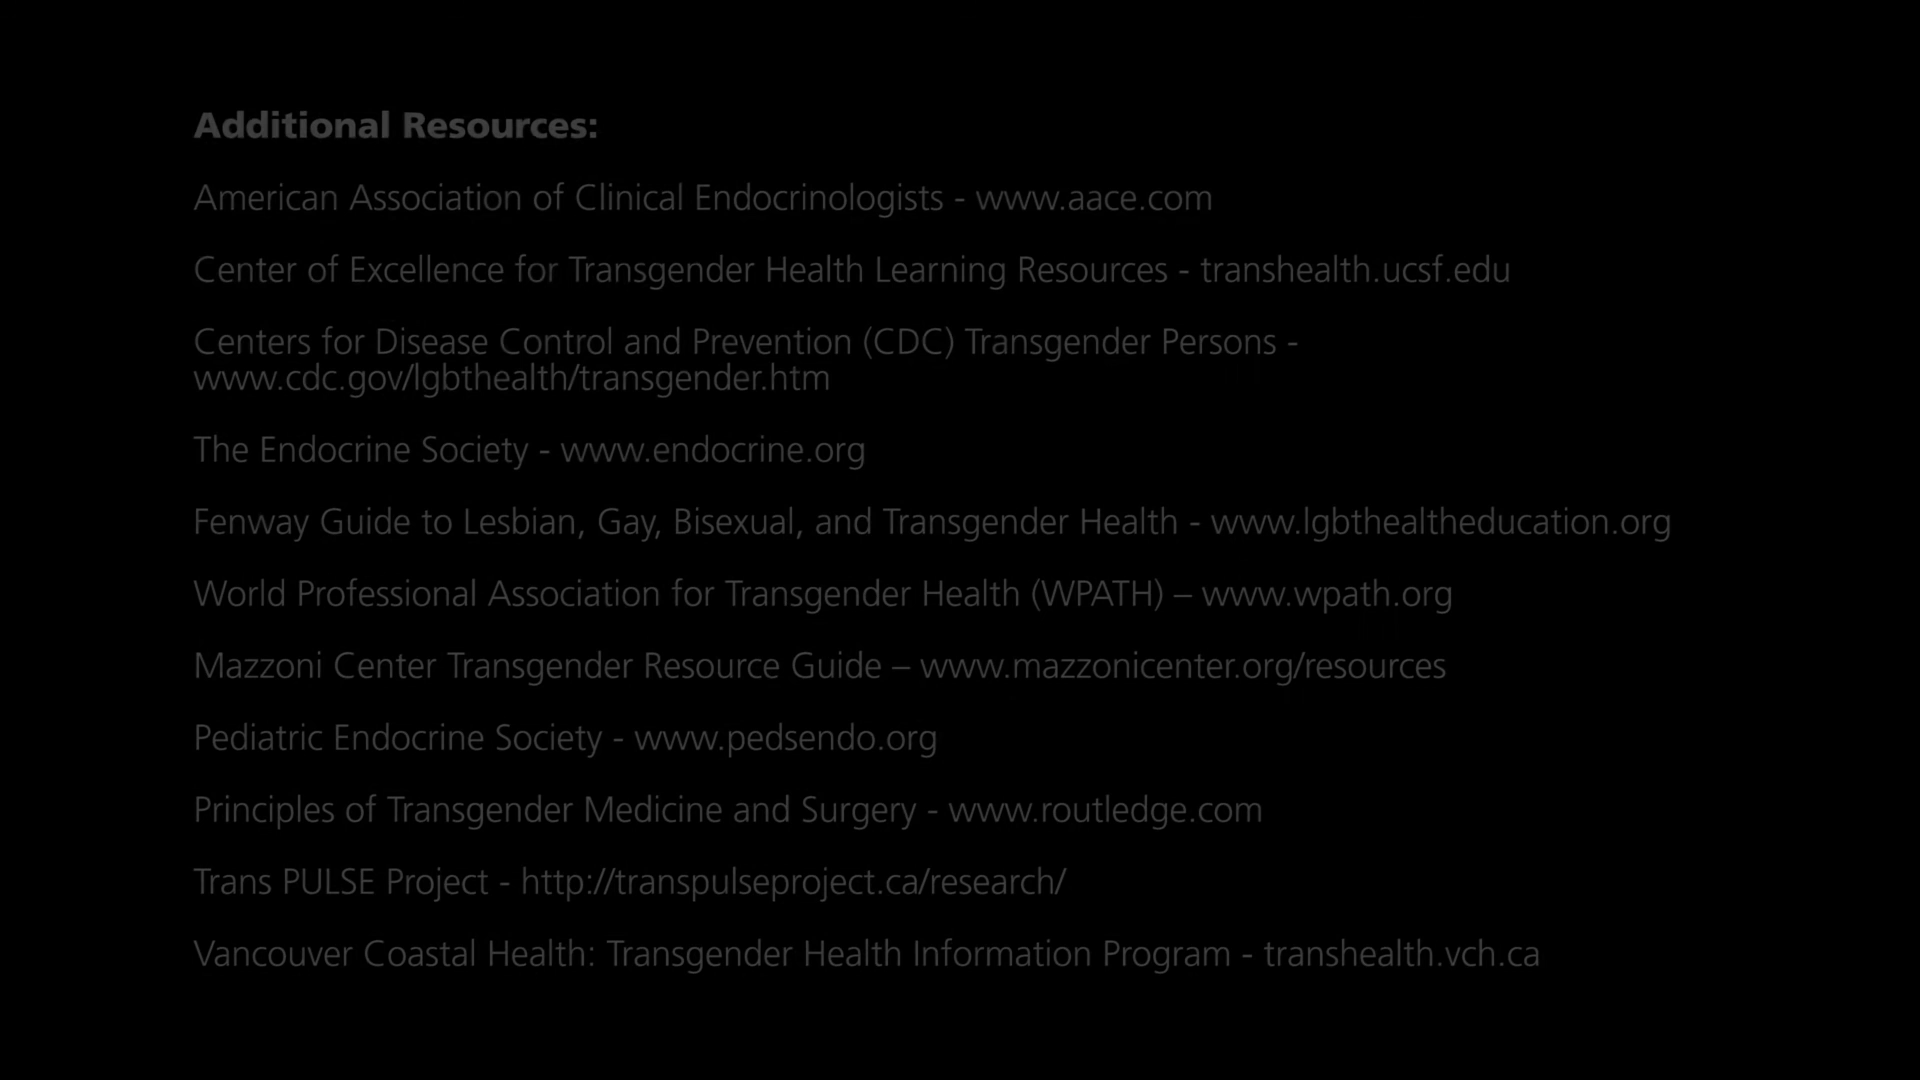 Additional Resources:
American Association of Clinical Endocrinologists - www.aace.com
Center of Excellence for Transgender Health Learning Resources - transhealth.ucsf.edu
Centers for Disease Control and Prevention (CDC) Transgender Persons -
www.cdc.gov/lgbthealth/transgender.htm
The Endocrine Society - www.endocrine.org
Fenway Guide to Lesbian, Gay, Bisexual, and Transgender Health - www.lgbthealtheducation.org
World Professional Association for Transgender Health (WPATH) – www.wpath.org
Mazzoni Center Transgender Resource Guide – www.mazzonicenter.org/resources
Pediatric Endocrine Society - www.pedsendo.org
Principles of Transgender Medicine and Surgery - www.routledge.com
Trans PULSE Project - http://transpulseproject.ca/research/
Vancouver Coastal Health: Transgender Health Information Program - transhealth.vch.ca